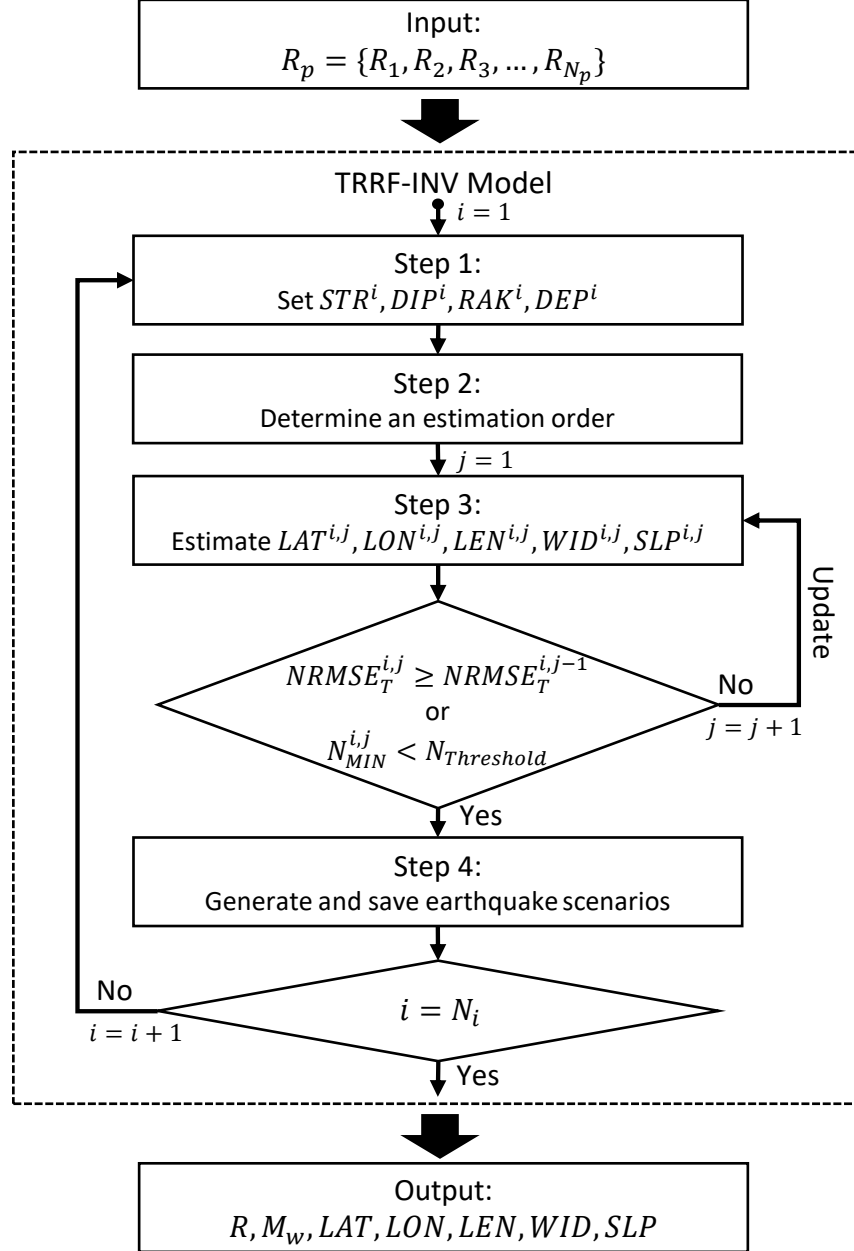 Input:
R_p = {R_1, R_2, R_3, … , R_{N_p}}
TRRF-INV Model
i = 1
Step 1:
Set STR^i, DIP^i, RAK^i, DEP^i
Step 2:
Determine an estimation order
j = 1
Step 3:
Estimate LAT^{i,j}, LON^{i,j}, LEN^{i,j}, WID^{i,j}, SLP^{i,j}
Update
NRMSE_T^{i,j} ≥ NRMSE_T^{i,j−1}
or
N_{MIN}^{i,j} < N_{Threshold}
No
j = j + 1
Yes
Step 4:
Generate and save earthquake scenarios
No
i = i + 1
i = N_i
Yes
Output:
R, M_w, LAT, LON, LEN, WID, SLP